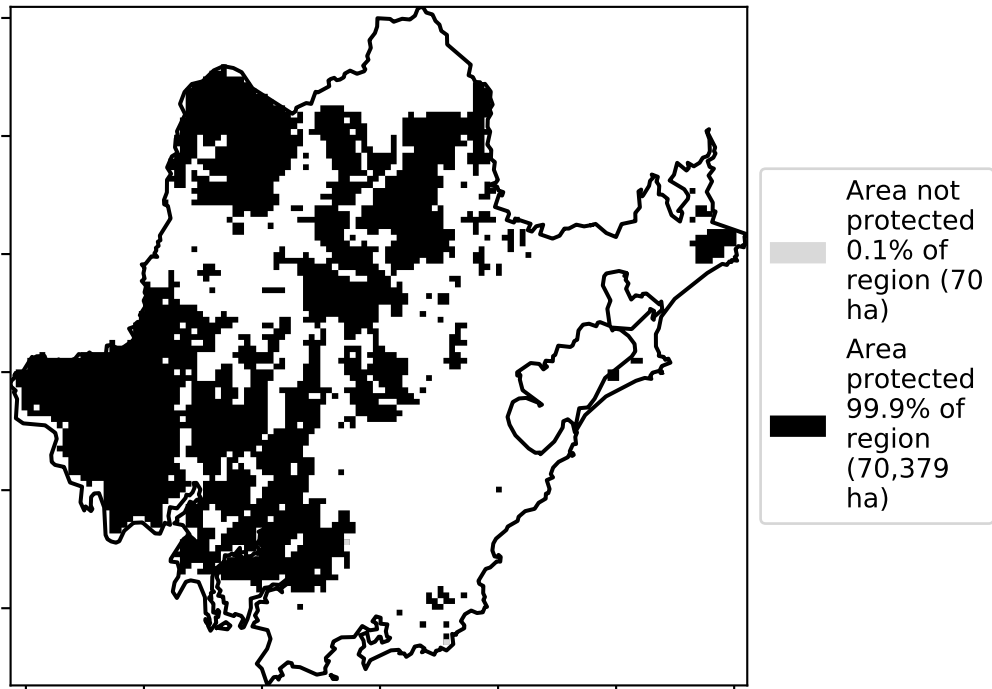 Area not
protected
0.1% of
region (70
ha)
Area
protected
99.9% of
region
(70,379
ha)